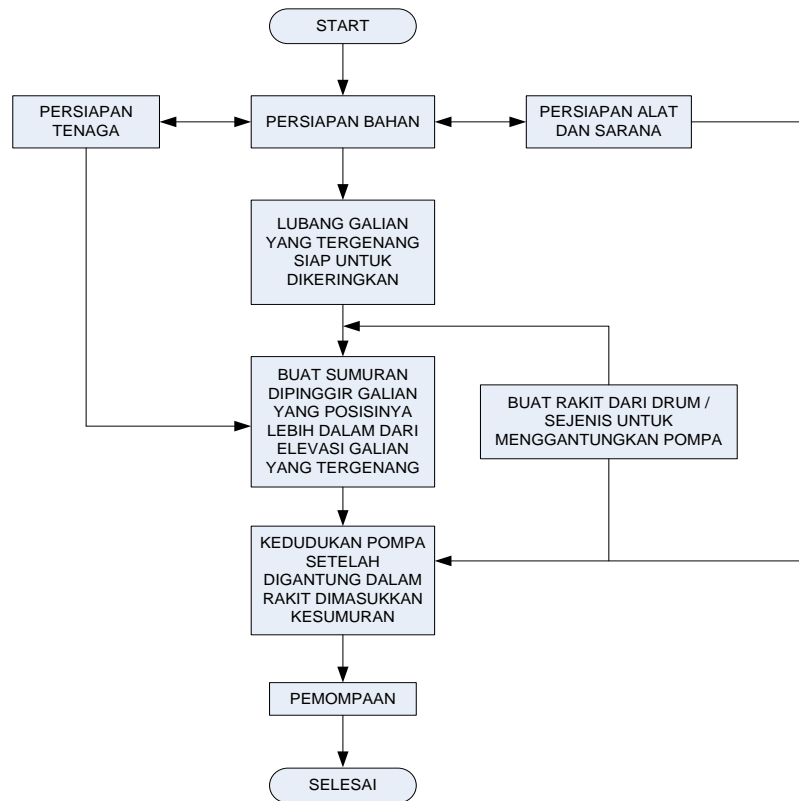 START
PERSIAPAN
TENAGA
PERSIAPAN BAHAN
PERSIAPAN ALAT
DAN SARANA
LUBANG GALIAN
YANG TERGENANG
SIAP UNTUK
DIKERINGKAN
BUAT SUMURAN
DIPINGGIR GALIAN
YANG POSISINYA
LEBIH DALAM DARI
ELEVASI GALIAN
YANG TERGENANG
BUAT RAKIT DARI DRUM /
SEJENIS UNTUK
MENGGANTUNGKAN POMPA
KEDUDUKAN POMPA
SETELAH
DIGANTUNG DALAM
RAKIT DIMASUKKAN
KESUMURAN
PEMOMPAAN
SELESAI